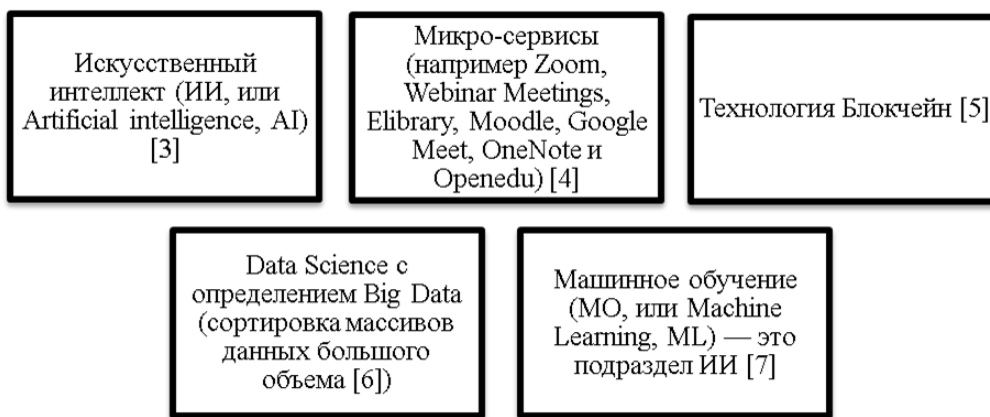 Искусственный
интеллект (ИИ, или
Artificial intelligence, AI)
[3]
Микро-сервисы
(например Zoom,
Webinar Meetings,
Elibrary, Moodle, Google
Meet, OneNote и
Openedu) [4]
Технология Блокчейн [5]
Data Science с
определением Big Data
(сортировка массивов
данных большого
объема [6])
Машинное обучение
(МО, или Machine
Learning, ML) — это
подраздел ИИ [7]